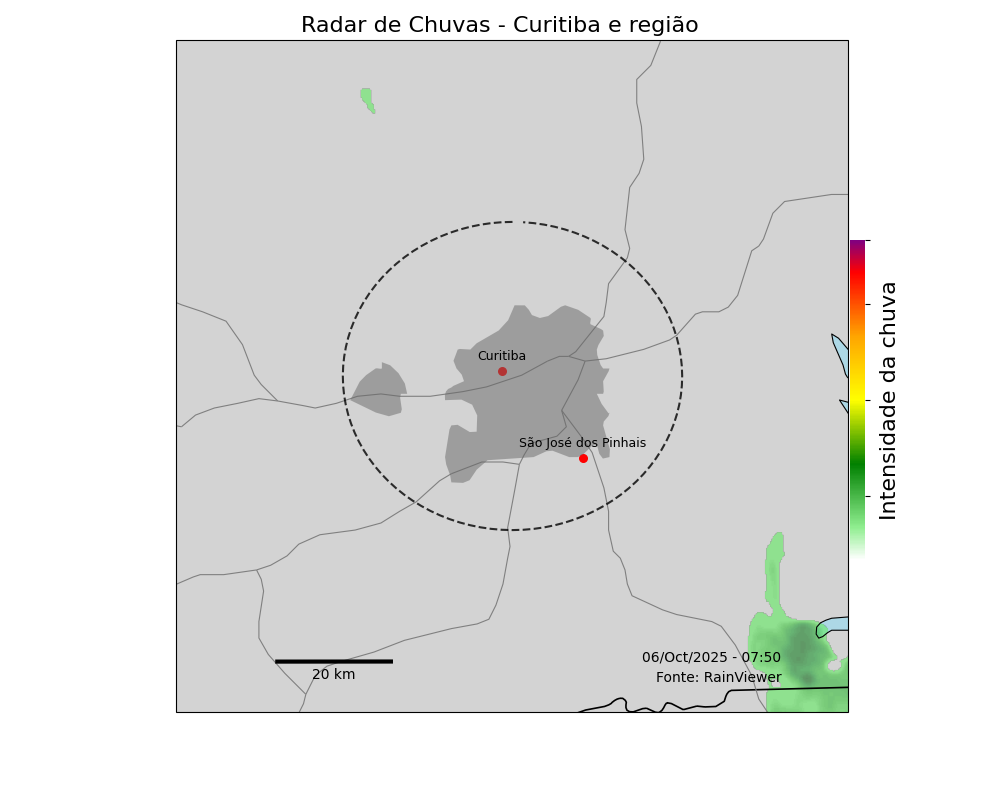 Radar de Chuvas - Curitiba e região
Curitiba
São José dos Pinhais
Intensidade da chuva
06/Oct/2025 - 07:50
Fonte: RainViewer
20 km